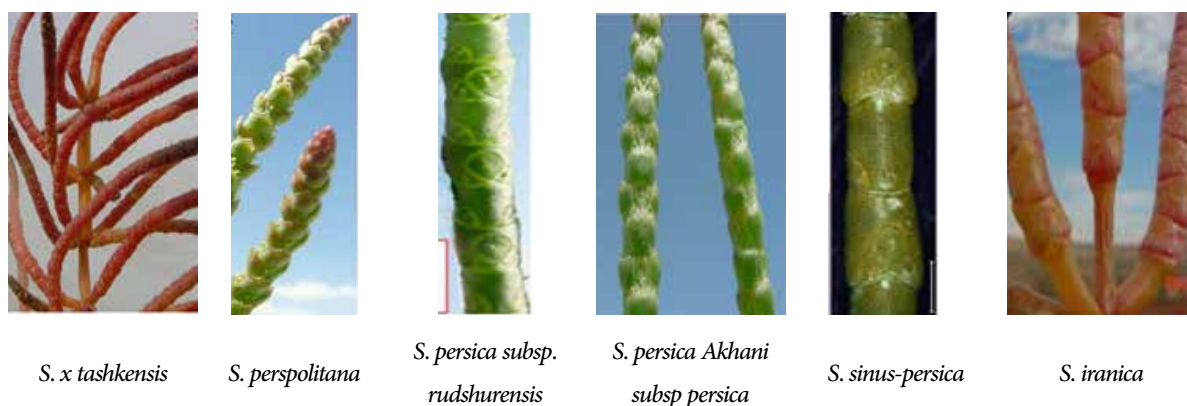 S. x tashkensis
S. perspolitana
S. persica subsp.
rudshurensis
S. persica Akhani
subsp persica
S. sinus-persica
S. iranica